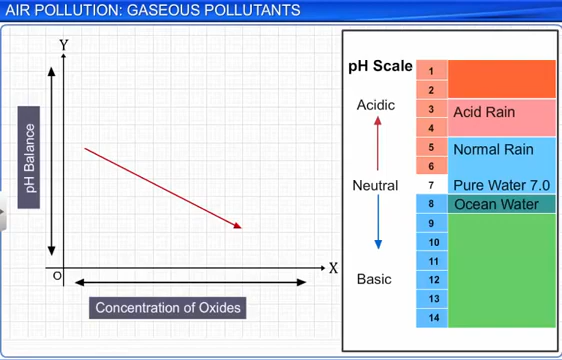 AIR POLLUTION: GASEOUS POLLUTANTS
Y
pH Balance
O
X
Concentration of Oxides
pH Scale
Acidic
Neutral
Basic
1
2
3 Acid Rain
4
5 Normal Rain
6
7 Pure Water 7.0
8 Ocean Water
9
10
11
12
13
14